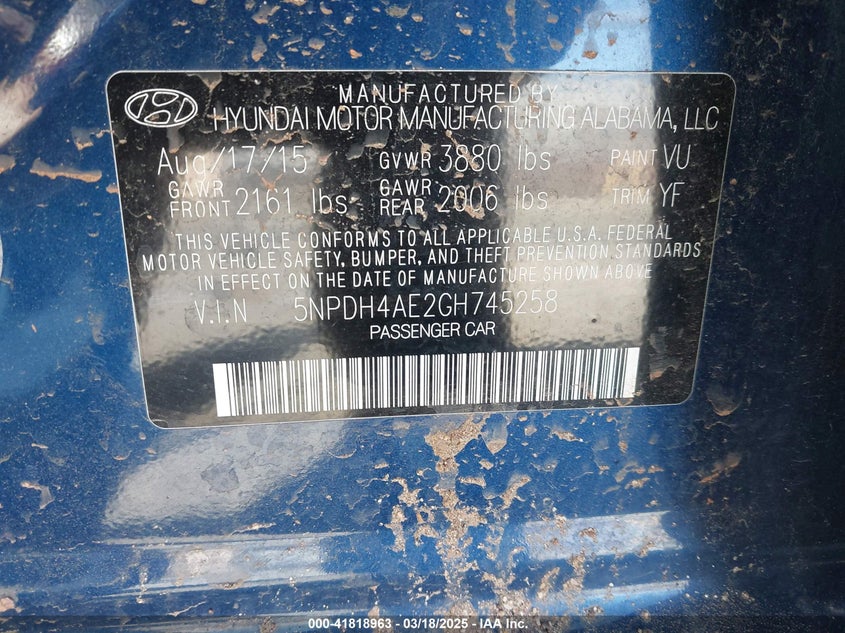 MANUFACTURED BY
HYUNDAI MOTOR MANUFACTURING ALABAMA, LLC
Aug/17/15 GVWR 3880 lbs PAINT VU
GAWR FRONT 2161 lbs GAWR REAR 2006 lbs TRIM YF
THIS VEHICLE CONFORMS TO ALL APPLICABLE U.S.A. FEDERAL
MOTOR VEHICLE SAFETY, BUMPER, AND THEFT PREVENTION STANDARDS
IN EFFECT ON THE DATE OF MANUFACTURE SHOWN ABOVE
V.I.N 5NPDH4AE2GH745258
PASSENGER CAR
000-41818963 - 03/18/2025 - IAA Inc.